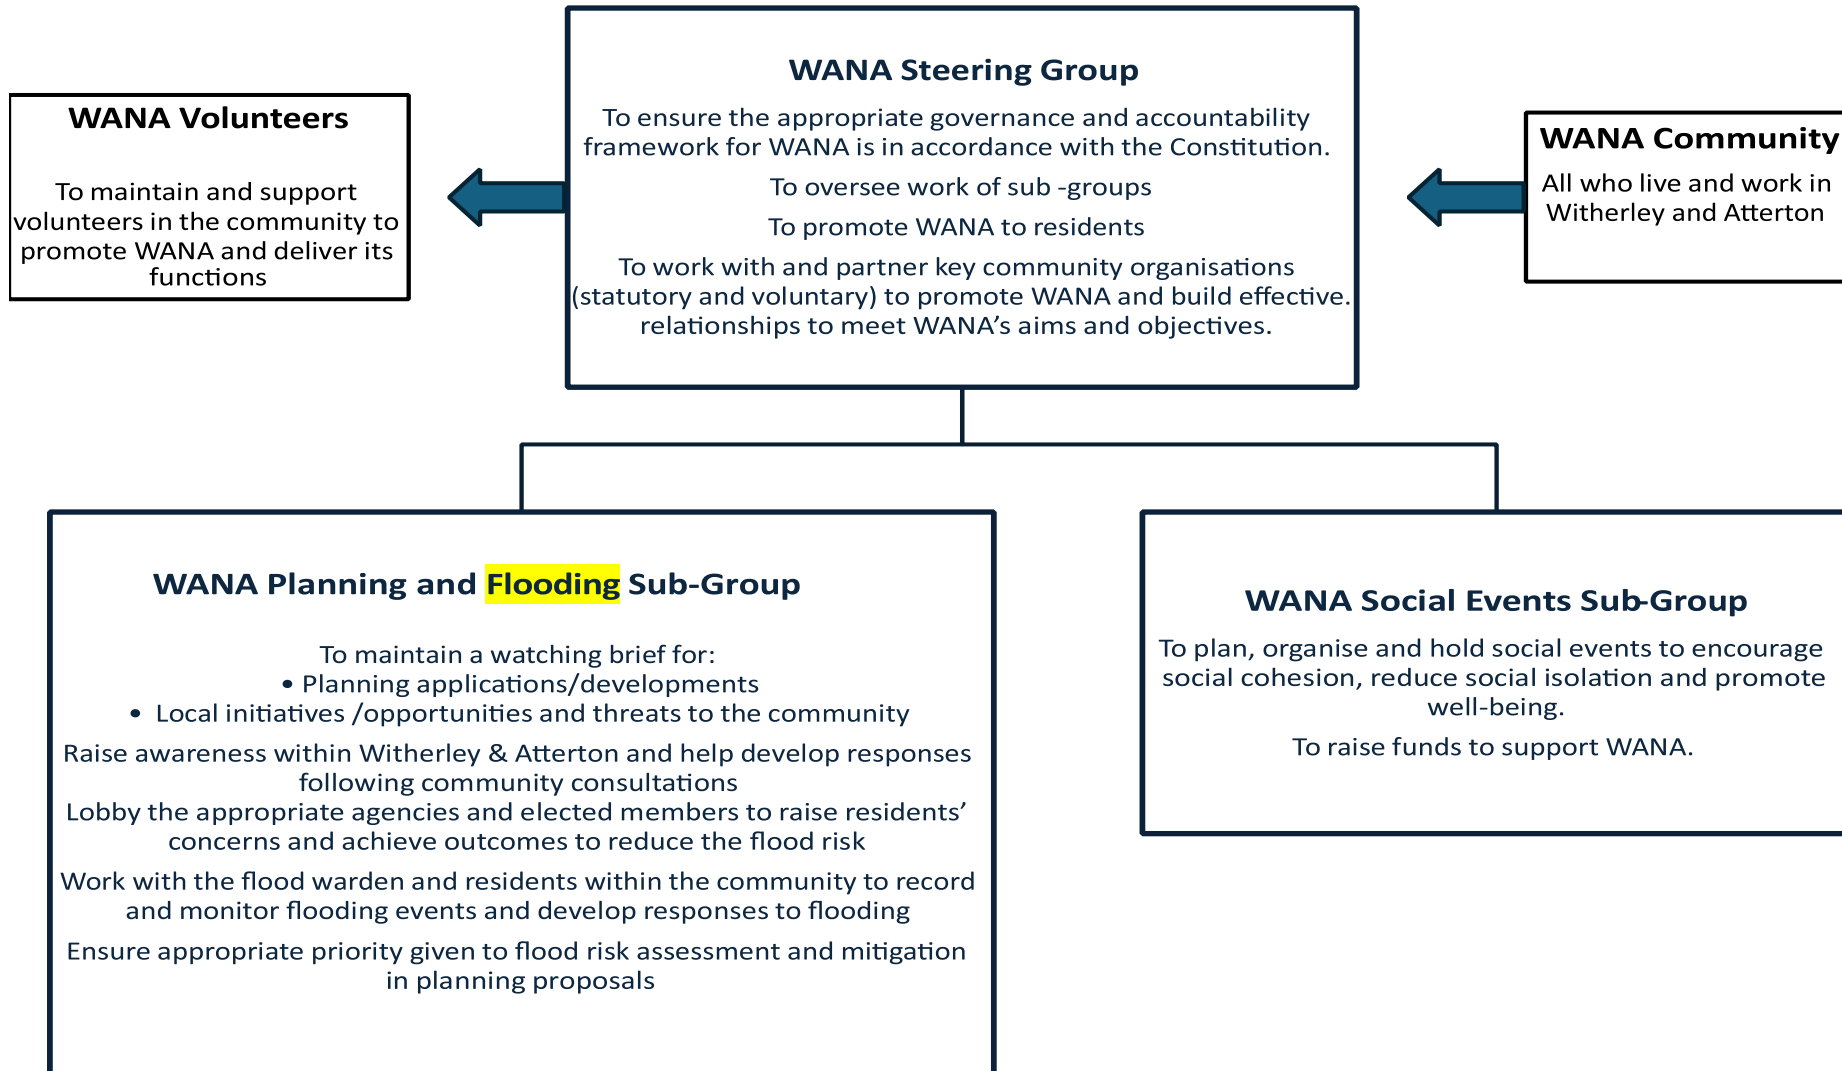 WANA Steering Group
To ensure the appropriate governance and accountability
framework for WANA is in accordance with the Constitution.
To oversee work of sub -groups
To promote WANA to residents
To work with and partner key community organisations
(statutory and voluntary) to promote WANA and build effective.
relationships to meet WANA’s aims and objectives.
WANA Volunteers
To maintain and support
volunteers in the community to
promote WANA and deliver its
functions
WANA Community
All who live and work in
Witherley and Atterton
WANA Planning and Flooding Sub-Group
To maintain a watching brief for:
• Planning applications/developments
• Local initiatives /opportunities and threats to the community
Raise awareness within Witherley & Atterton and help develop responses
following community consultations
Lobby the appropriate agencies and elected members to raise residents’
concerns and achieve outcomes to reduce the flood risk
Work with the flood warden and residents within the community to record
and monitor flooding events and develop responses to flooding
Ensure appropriate priority given to flood risk assessment and mitigation
in planning proposals
WANA Social Events Sub-Group
To plan, organise and hold social events to encourage
social cohesion, reduce social isolation and promote
well-being.
To raise funds to support WANA.